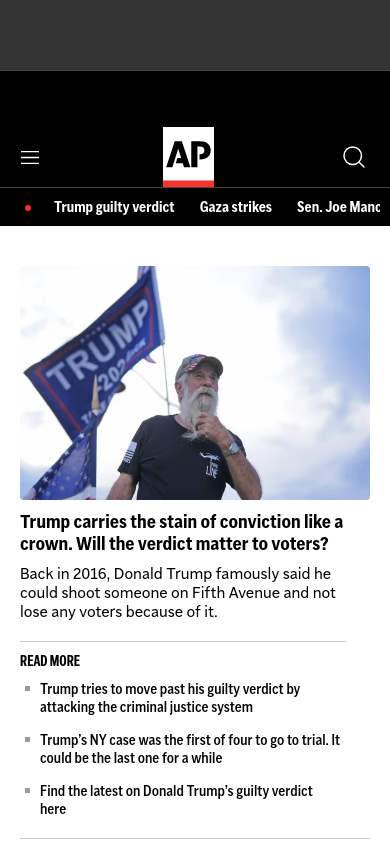 AP
Trump guilty verdict Gaza strikes Sen. Joe Manc
TRUMP
202
Trump carries the stain of conviction like a
crown. Will the verdict matter to voters?
Back in 2016, Donald Trump famously said he
could shoot someone on Fifth Avenue and not
lose any voters because of it.
READ MORE
Trump tries to move past his guilty verdict by
attacking the criminal justice system
Trump's NY case was the first of four to go to trial. It
could be the last one for a while
Find the latest on Donald Trump's guilty verdict
here